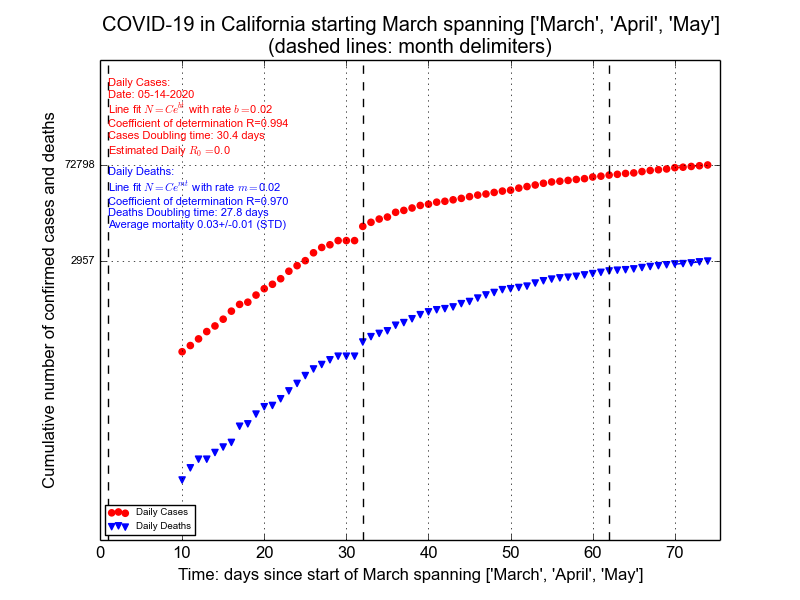 COVID-19 in California starting March spanning ['March', 'April', 'May']
(dashed lines: month delimiters)
Daily Cases:
Date: 05-14-2020
Line fit N = Ce^{bt} with rate b = 0.02
Coefficient of determination R=0.994
Cases Doubling time: 30.4 days
Estimated Daily R_0 = 0.0
Daily Deaths:
Line fit N = Ce^{mt} with rate m = 0.02
Coefficient of determination R=0.970
Deaths Doubling time: 27.8 days
Average mortality 0.03+/-0.01 (STD)
72798
2957
Cumulative number of confirmed cases and deaths
Daily Cases
Daily Deaths
0 10 20 30 40 50 60 70
Time: days since start of March spanning ['March', 'April', 'May']